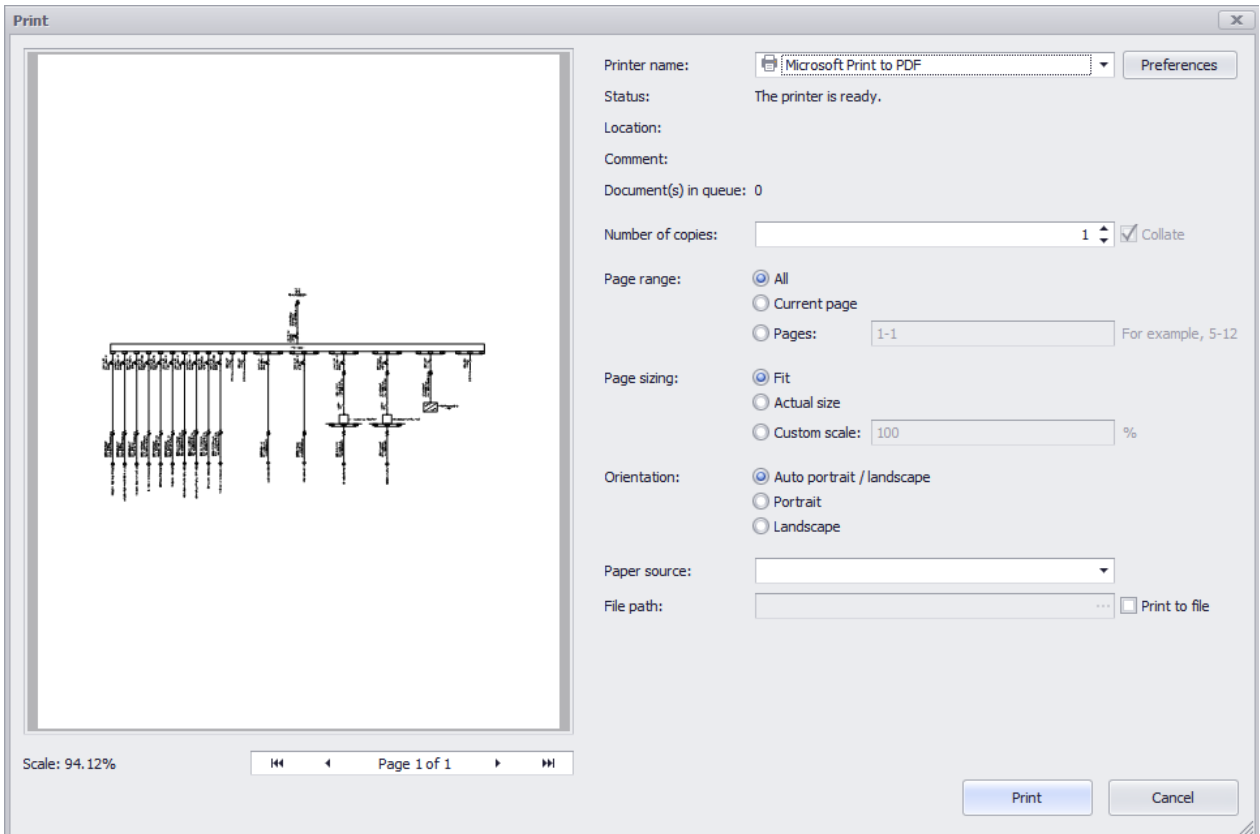 Print
Printer name: Microsoft Print to PDF Preferences
Status: The printer is ready.
Location:
Comment:
Document(s) in queue: 0
Number of copies: 1 Collate
Page range: All
Current page
Pages: 1-1 For example, 5-12
Page sizing: Fit
Actual size
Custom scale: 100 %
Orientation: Auto portrait / landscape
Portrait
Landscape
Paper source:
File path: ... Print to file
Scale: 94.12% Page 1 of 1
Print Cancel